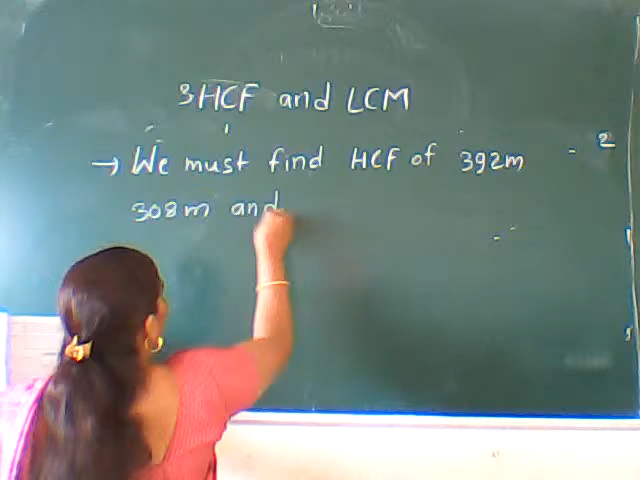 3 HCF and LCM
→ We must find HCF of 392m
308m and
2